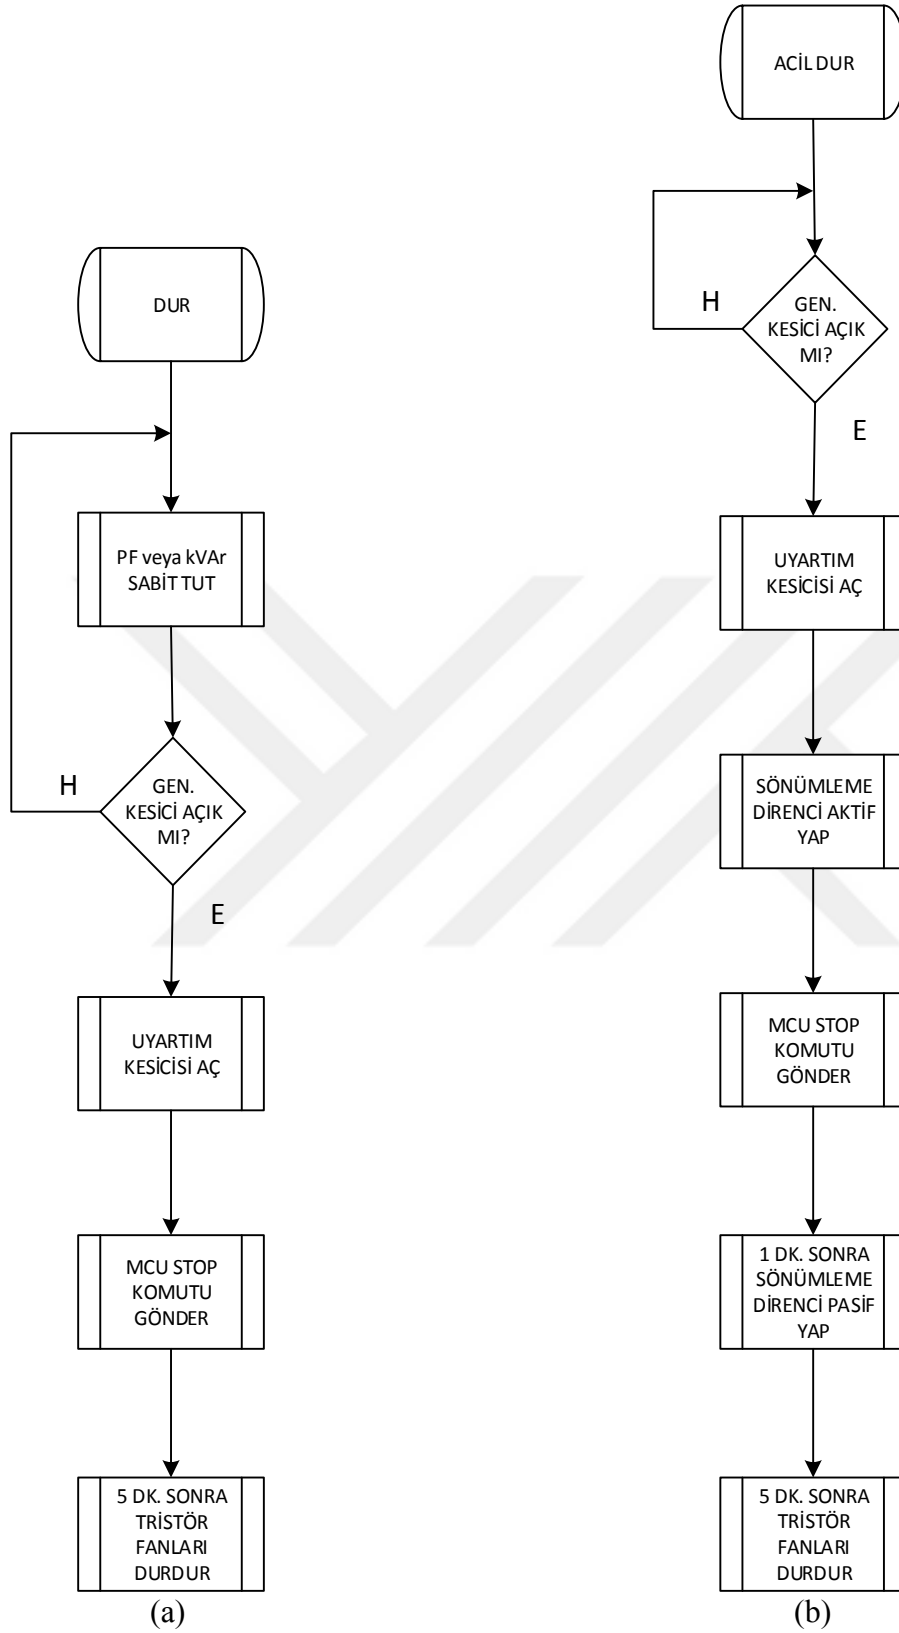 DUR
PF veya kVAr
SABİT TUT
GEN.
KESİCİ AÇIK
MI?
H
E
UYARTIM
KESİCİSİ AÇ
MCU STOP
KOMUTU
GÖNDER
5 DK. SONRA
TRİSTÖR
FANLARI
DURDUR
(a)
ACİL DUR
GEN.
KESİCİ AÇIK
MI?
H
E
UYARTIM
KESİCİSİ AÇ
SÖNÜMLEME
DİRENCİ AKTİF
YAP
MCU STOP
KOMUTU
GÖNDER
1 DK. SONRA
SÖNÜMLEME
DİRENCİ PASİF
YAP
5 DK. SONRA
TRİSTÖR
FANLARI
DURDUR
(b)